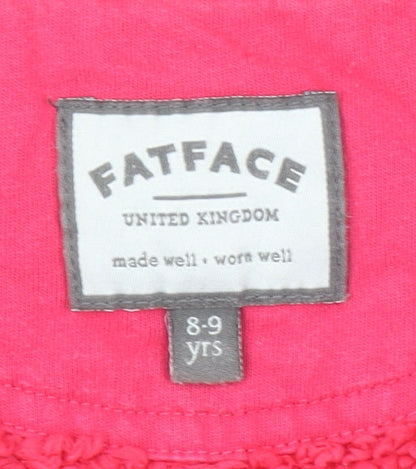 FATFACE
UNITED KINGDOM
made well • worn well
8-9
yrs